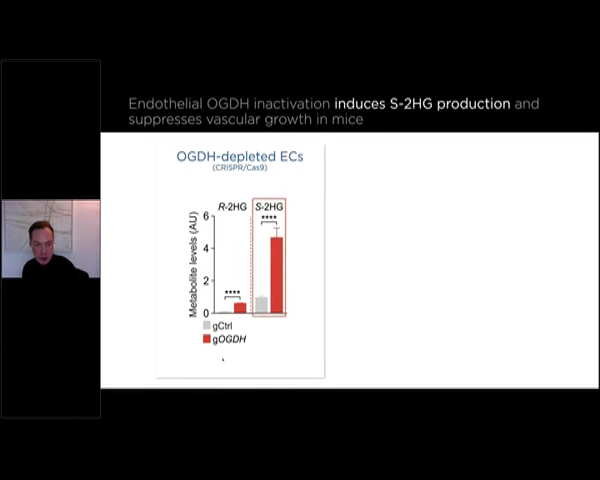 Endothelial OGDH inactivation induces S-2HG production and
suppresses vascular growth in mice
OGDH-depleted ECs
(CRISPR/Cas9)
R-2HG S-2HG
**** 
****
Metabolite levels (AU)
6
4
2
0
gCtrl
gOGDH